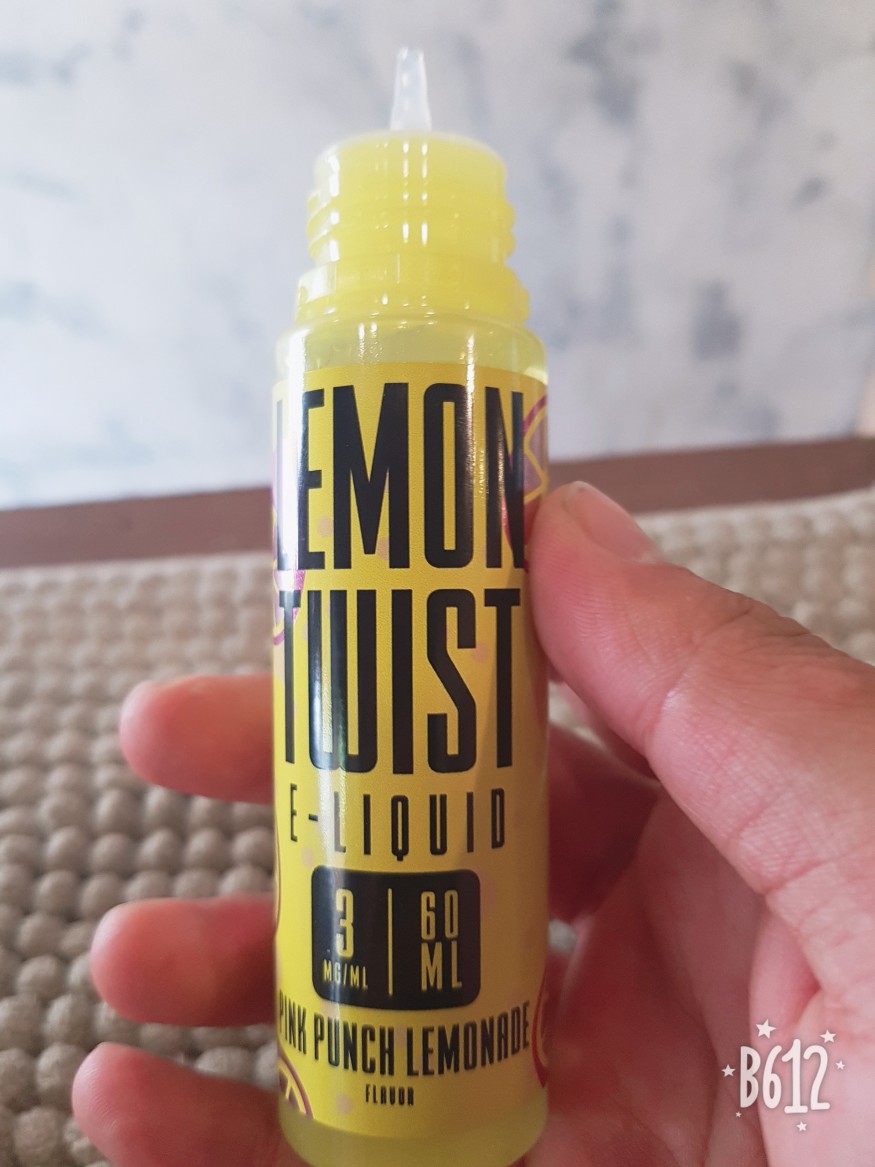 LEMON
TWIST
E-LIQUID
3
MG/ML
60
ML
PINK PUNCH LEMONADE
FLAVOR
B612